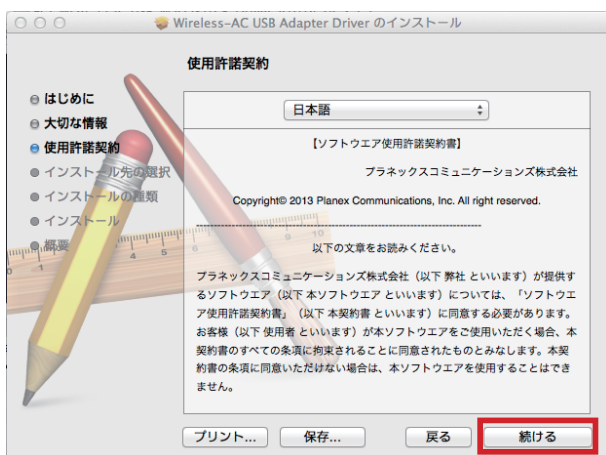 Wireless-AC USB Adapter Driver のインストール
使用許諾契約
はじめに
大切な情報
使用許諾契約
インストール先の選択
インストールの種類
インストール
概要
日本語
【ソフトウエア使用許諾契約書】
プラネックスコミュニケーションズ株式会社
Copyright© 2013 Planex Communications, Inc. All right reserved.
--------------------------------------------------------------------------------
以下の文章をお読みください。
プラネックスコミュニケーションズ株式会社（以下 弊社 といいます）が提供す
るソフトウエア（以下 本ソフトウエア といいます）については、「ソフトウエ
ア使用許諾契約書」（以下 本契約書 といいます）に同意する必要があります。
お客様（以下 使用者 といいます）が本ソフトウエアをご使用いただく場合、本
契約書のすべての条項に拘束されることに同意されたものとみなします。本契
約書の条項に同意いただけない場合は、本ソフトウエアを使用することはでき
ません。
プリント... 保存... 戻る 続ける